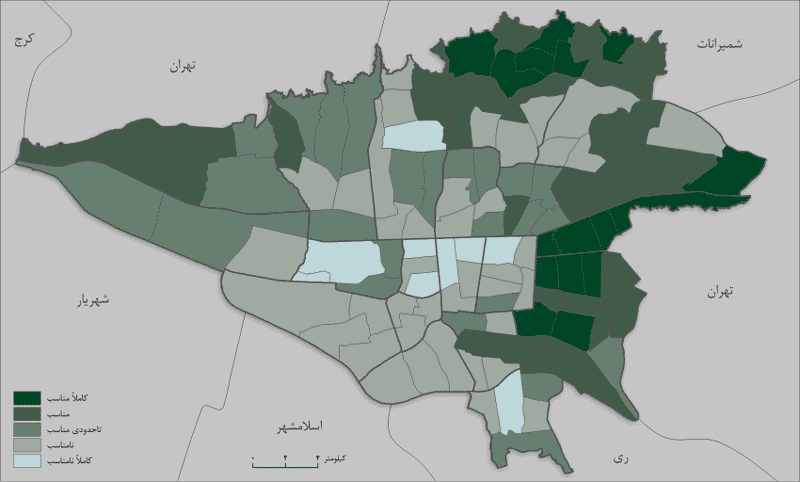 شمیرانات
کرج
تهران
تهران
شهریار
اسلامشهر
ری
کاملاً مناسب
مناسب
تاحدودی مناسب
نامناسب
کاملاً نامناسب
۰ ۲ ۴ کیلومتر